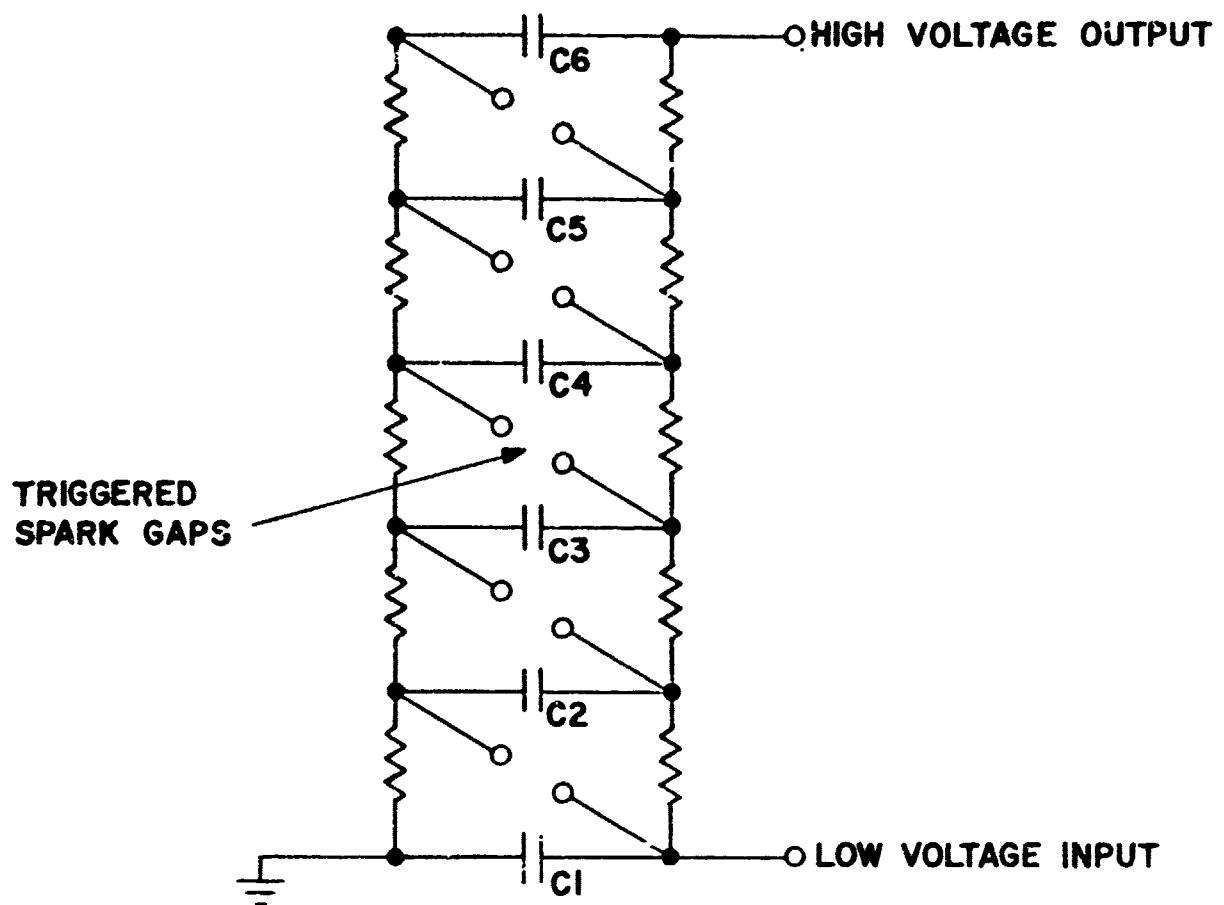 HIGH VOLTAGE OUTPUT
C6
C5
C4
TRIGGERED
SPARK GAPS
C3
C2
LOW VOLTAGE INPUT
C1